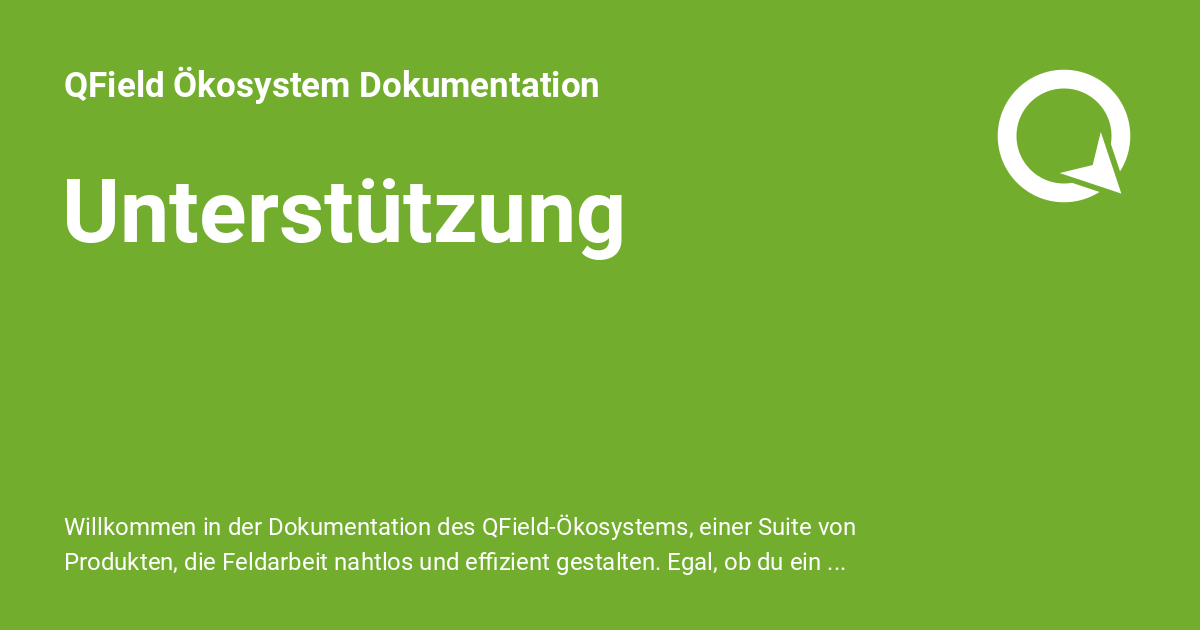 QField Ökosystem Dokumentation
Unterstützung
Willkommen in der Dokumentation des QField-Ökosystems, einer Suite von
Produkten, die Feldarbeit nahtlos und effizient gestalten. Egal, ob du ein ...